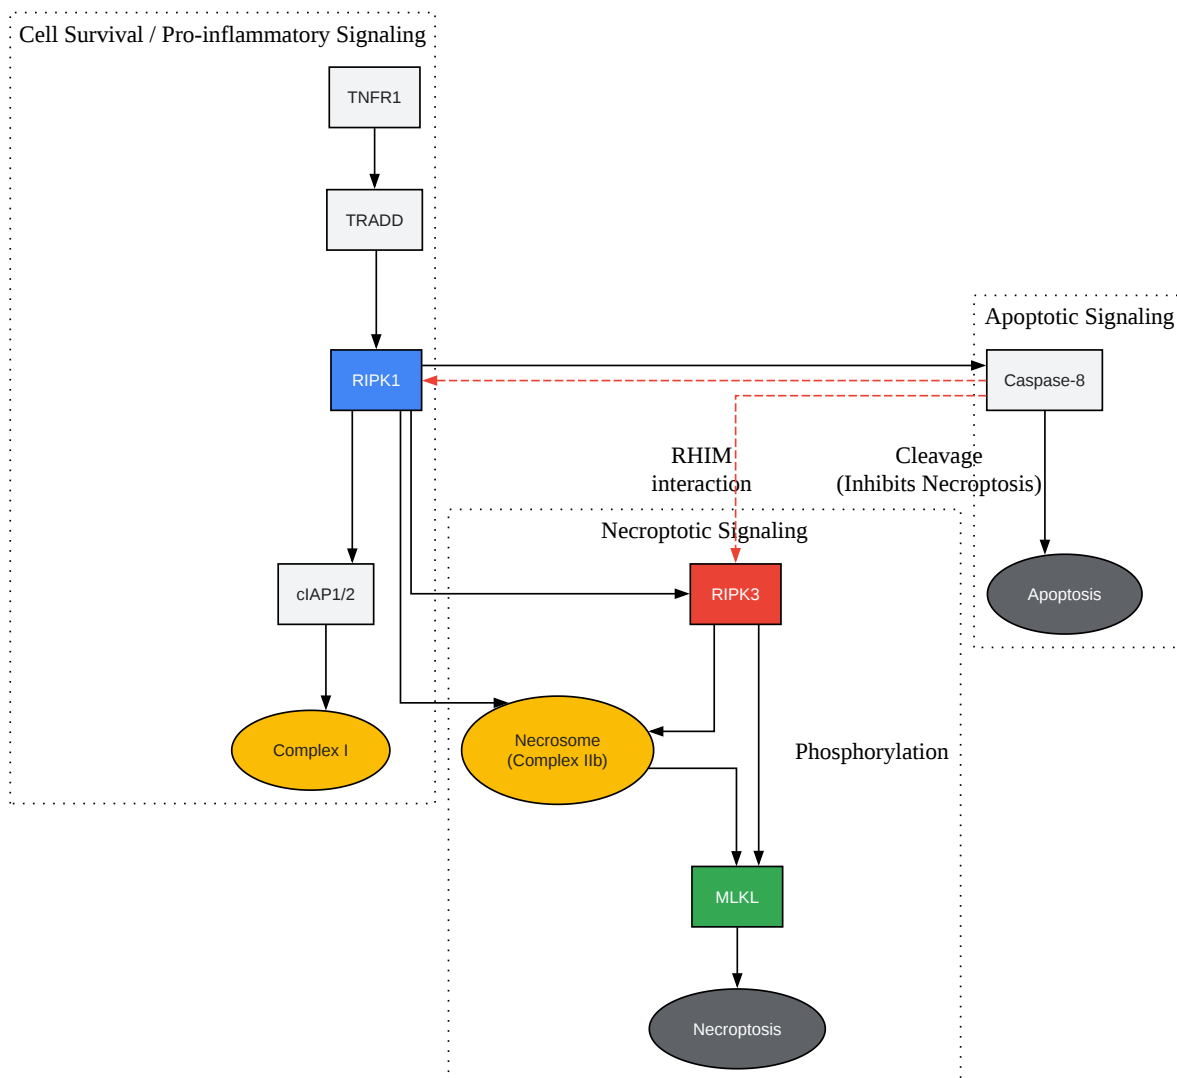 Cell Survival / Pro-inflammatory Signaling
TNFR1
TRADD
Apoptotic Signaling
RIPK1
Caspase-8
RHIM
interaction
Cleavage
(Inhibits Necroptosis)
Necroptotic Signaling
cIAP1/2
RIPK3
Apoptosis
Complex I
Necrosome
(Complex IIb)
Phosphorylation
MLKL
Necroptosis